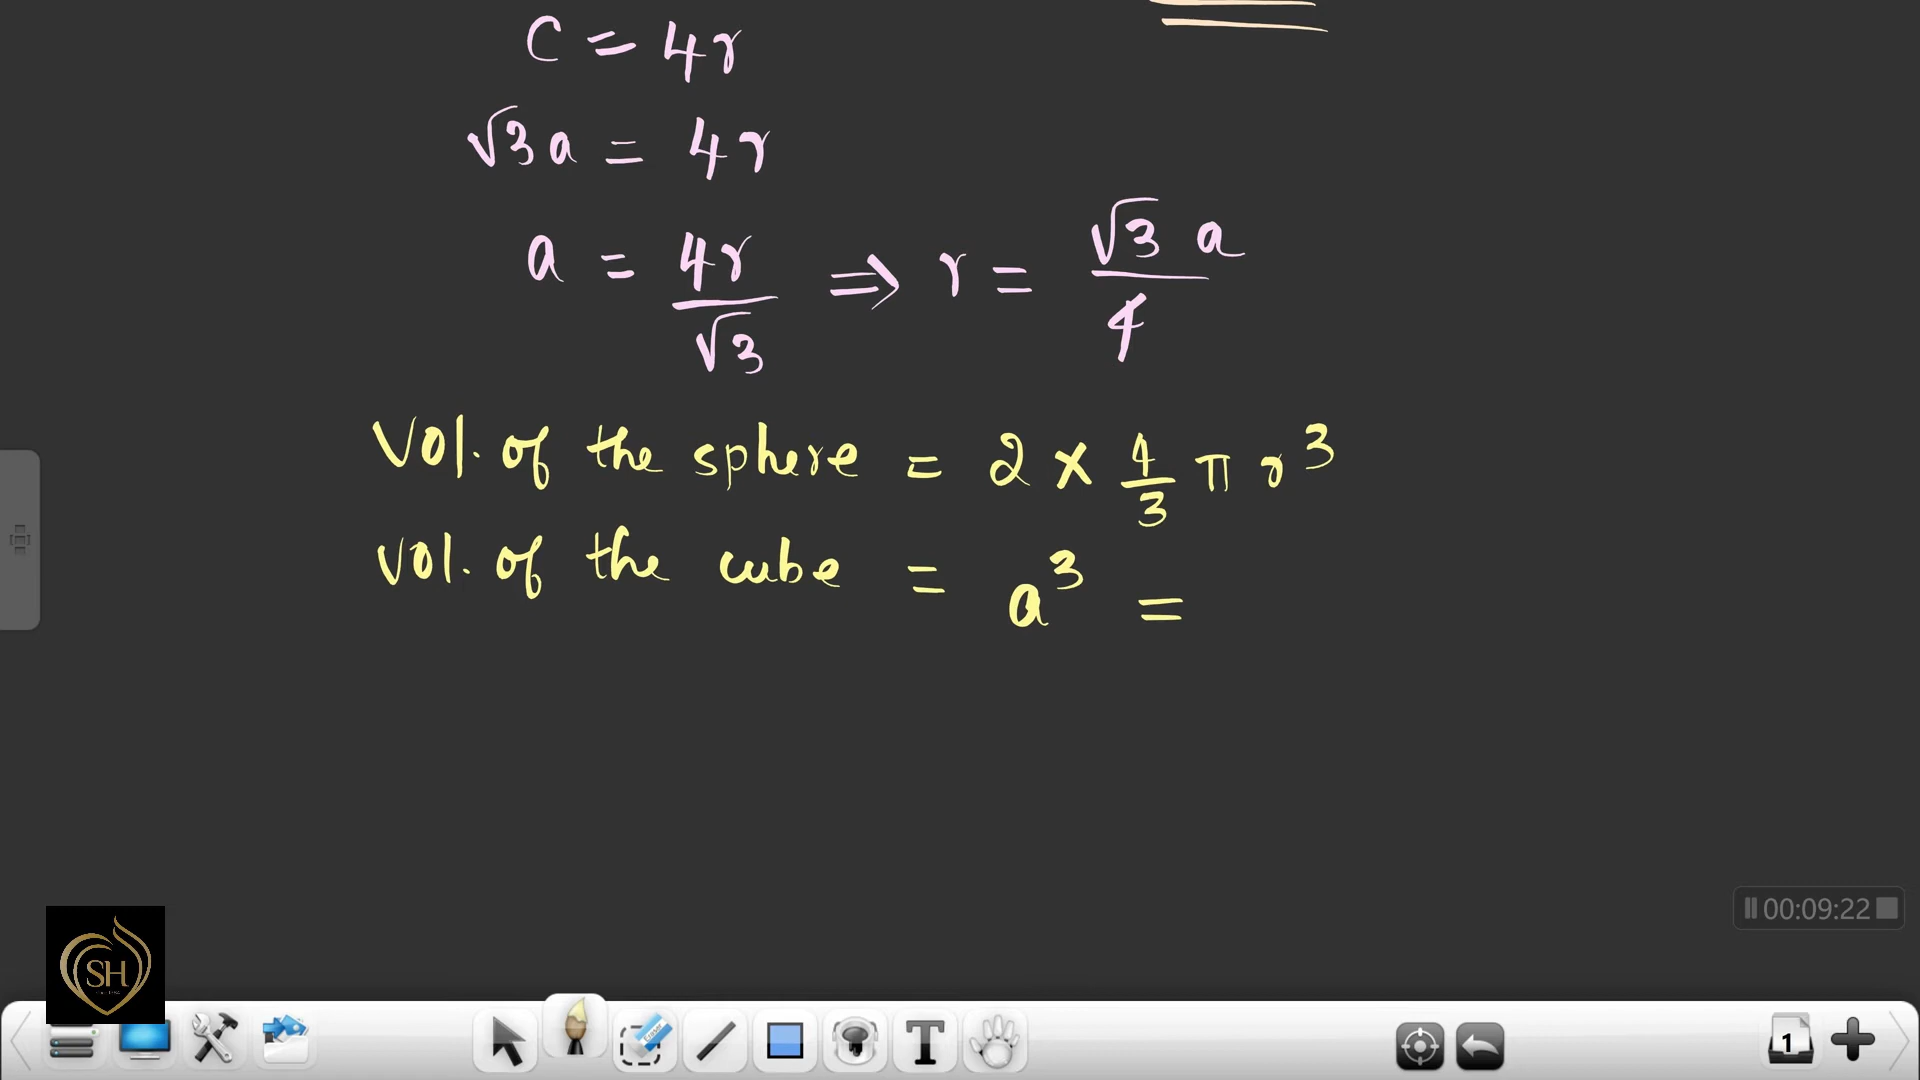 C = 4r
√3 a = 4r
a = 4r/√3 ⇒ r = √3 a/4
Vol. of the sphere = 2 × 4/3 π r³
Vol. of the cube = a³ =
00:09:22
SH
T
1